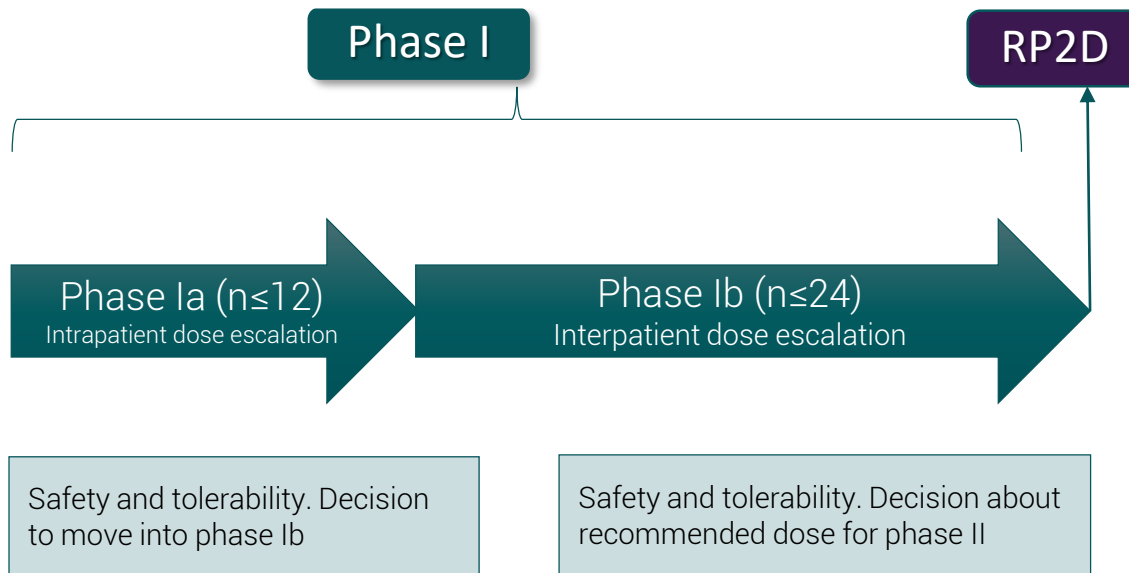 Phase I
RP2D
Phase Ia (n≤12)
Intrapatient dose escalation
Phase Ib (n≤24)
Interpatient dose escalation
Safety and tolerability. Decision
to move into phase Ib
Safety and tolerability. Decision about
recommended dose for phase II